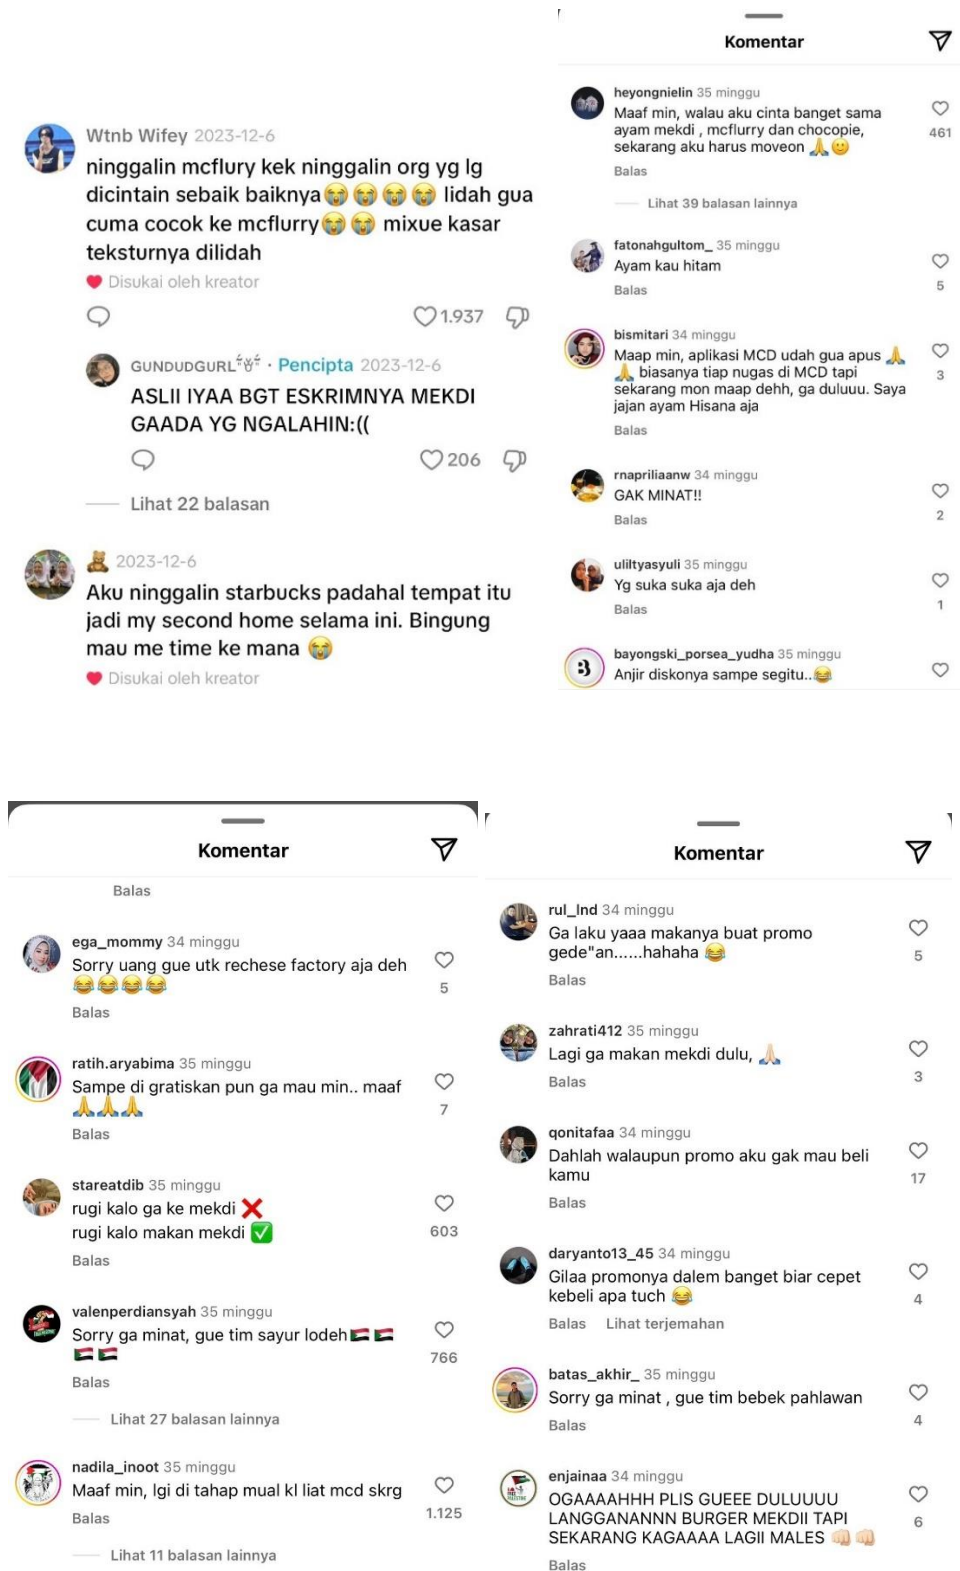 Wtnb Wifey 2023-12-6
ninggalin mcflury kek ninggalin org yg lg
dicintain sebaik baiknya😭😭😭😭 lidah gua
cuma cocok ke mcflurry😭😭 mixue kasar
teksturnya dilidah
Disukai oleh kreator
1.937
GUNDUDGURL · Pencipta 2023-12-6
ASLII IYAA BGT ESKRIMNYA MEKDI
GAADA YG NGALAHIN:((
206
Lihat 22 balasan
🧸 2023-12-6
Aku ninggalin starbucks padahal tempat itu
jadi my second home selama ini. Bingung
mau me time ke mana 😭
Disukai oleh kreator
Komentar
heyongnielin 35 minggu
Maaf min, walau aku cinta banget sama
ayam mekdi , mcflurry dan chocopie,
sekarang aku harus moveon 🙏🙂
461
Balas
Lihat 39 balasan lainnya
fatonahgultom_ 35 minggu
Ayam kau hitam
5
Balas
bismitari 34 minggu
Maap min, aplikasi MCD udah gua apus 🙏
🙏 biasanya tiap nugas di MCD tapi
sekarang mon maap dehh, ga duluuu. Saya
jajan ayam Hisana aja
3
Balas
rnapriliaanw 34 minggu
GAK MINAT!!
2
Balas
uliltyasyuli 35 minggu
Yg suka suka aja deh
1
Balas
bayongski_porsea_yudha 35 minggu
Anjir diskonya sampe segitu..😂
Komentar
Balas
ega_mommy 34 minggu
Sorry uang gue utk rechese factory aja deh
😂😂😂😂
5
Balas
ratih.aryabima 35 minggu
Sampe di gratiskan pun ga mau min.. maaf
🙏🙏🙏
7
Balas
stareatdib 35 minggu
rugi kalo ga ke mekdi ❌
rugi kalo makan mekdi ✅
603
Balas
valenperdiansyah 35 minggu
Sorry ga minat, gue tim sayur lodeh🇸🇩🇸🇩
🇸🇩🇸🇩
766
Balas
Lihat 27 balasan lainnya
nadila_inoot 35 minggu
Maaf min, lgi di tahap mual kl liat mcd skrg
1.125
Balas
Lihat 11 balasan lainnya
Komentar
rul_lnd 34 minggu
Ga laku yaaa makanya buat promo
gede"an......hahaha 😂
5
Balas
zahrati412 35 minggu
Lagi ga makan mekdi dulu, 🙏🏻
3
Balas
qonitafaa 34 minggu
Dahlah walaupun promo aku gak mau beli
kamu
17
Balas
daryanto13_45 34 minggu
Gilaa promonya dalem banget biar cepet
kebeli apa tuch 😂
4
Balas Lihat terjemahan
batas_akhir_ 35 minggu
Sorry ga minat , gue tim bebek pahlawan
4
Balas
enjainaa 34 minggu
OGAAAAHHH PLIS GUEEE DULUUUU
LANGGANANNN BURGER MEKDII TAPI
SEKARANG KAGAAAA LAGII MALES 👊🏻👊🏻
6
Balas